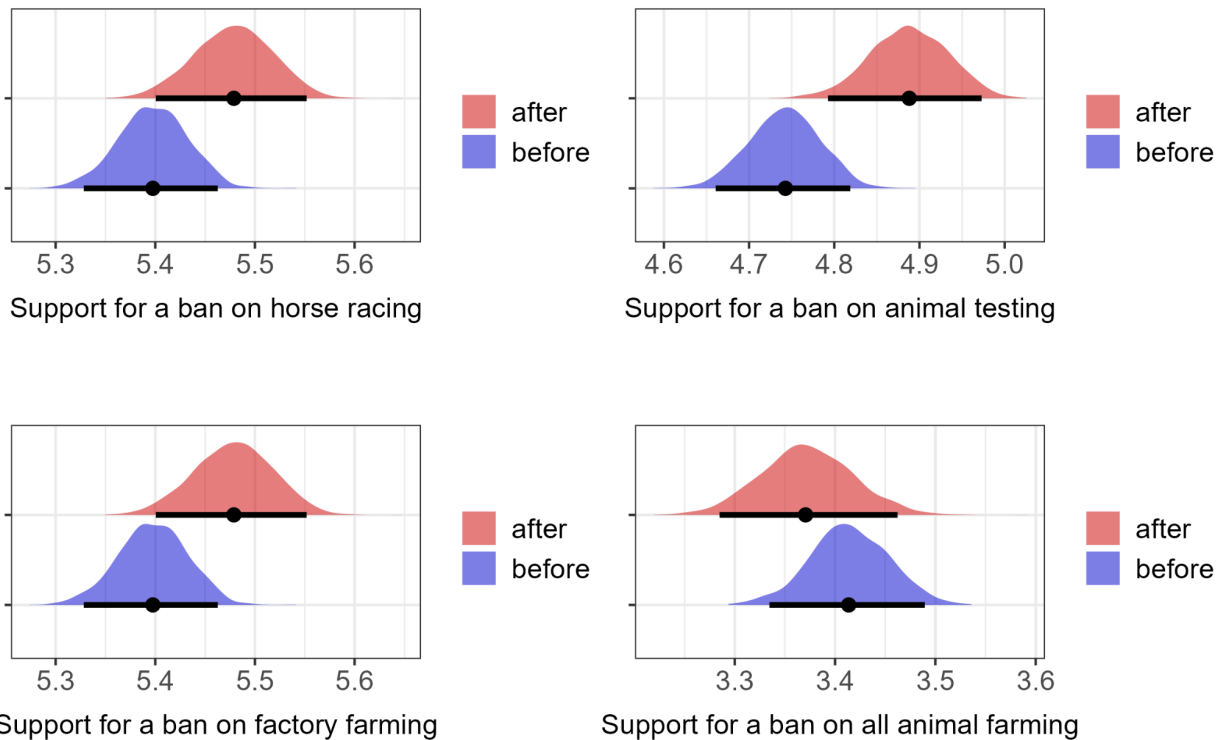 after
before
5.3 5.4 5.5 5.6
Support for a ban on horse racing
after
before
4.6 4.7 4.8 4.9 5.0
Support for a ban on animal testing
after
before
5.3 5.4 5.5 5.6
Support for a ban on factory farming
after
before
3.3 3.4 3.5 3.6
Support for a ban on all animal farming